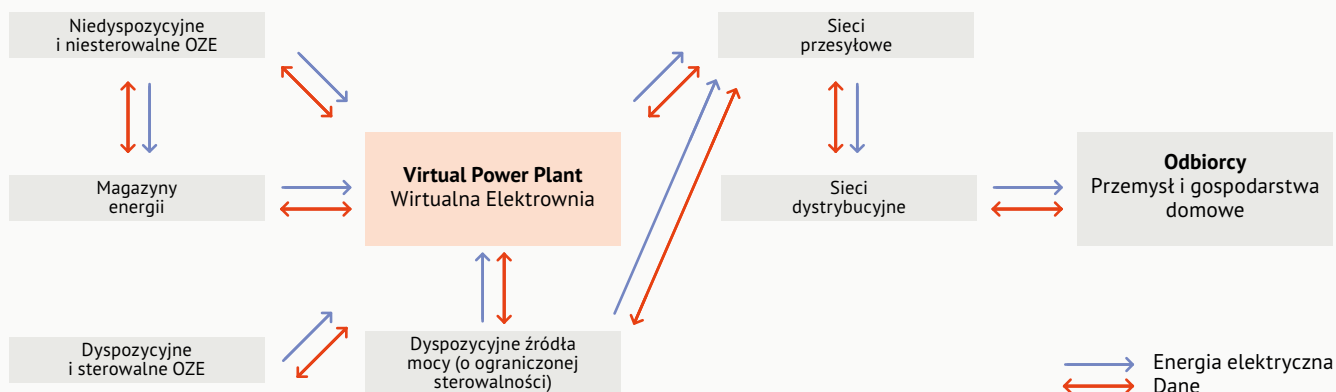 Niedyspozycyjne
i niesterowalne OZE
Sieci
przesyłowe
Virtual Power Plant
Wirtualna Elektrownia
Magazyny
energii
Sieci
dystrybucyjne
Odbiorcy
Przemysł i gospodarstwa
domowe
Dyspozycyjne
i sterowalne OZE
Dyspozycyjne źródła
mocy (o ograniczonej
sterowalności)
Energia elektryczna
Dane